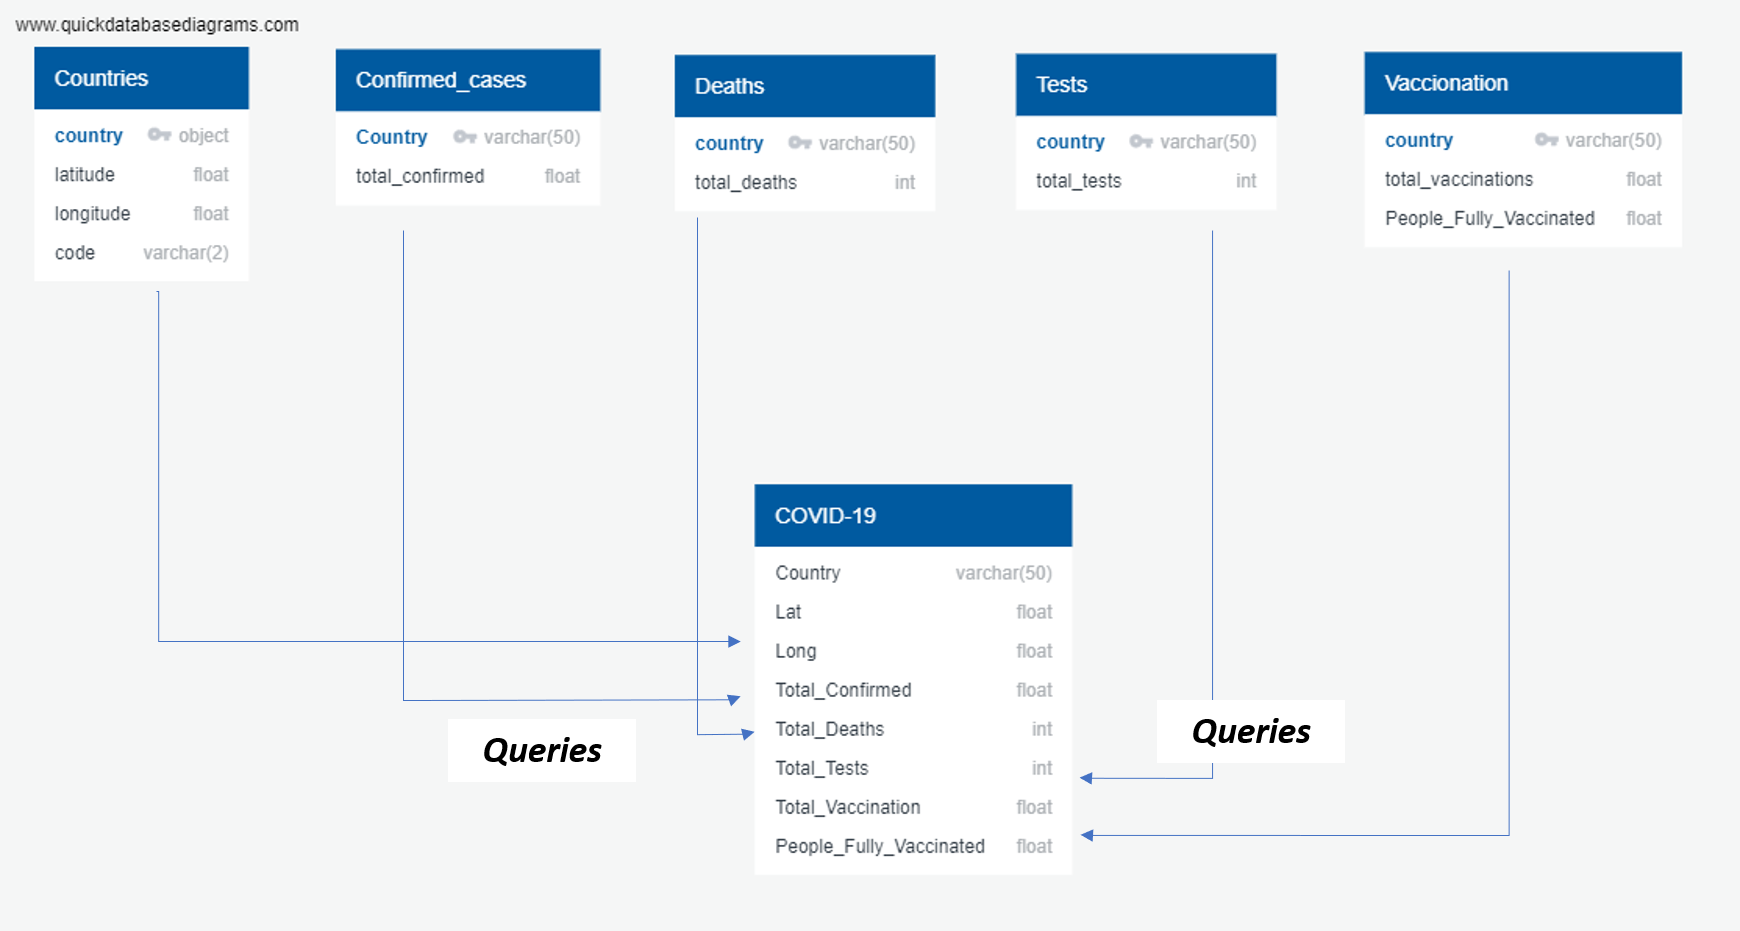 www.quickdatabasediagrams.com
Countries
country object
latitude float
longitude float
code varchar(2)
Confirmed_cases
Country varchar(50)
total_confirmed float
Deaths
country varchar(50)
total_deaths int
Tests
country varchar(50)
total_tests int
Vaccionation
country varchar(50)
total_vaccinations float
People_Fully_Vaccinated float
COVID-19
Country varchar(50)
Lat float
Long float
Total_Confirmed float
Total_Deaths int
Total_Tests int
Total_Vaccination float
People_Fully_Vaccinated float
Queries
Queries